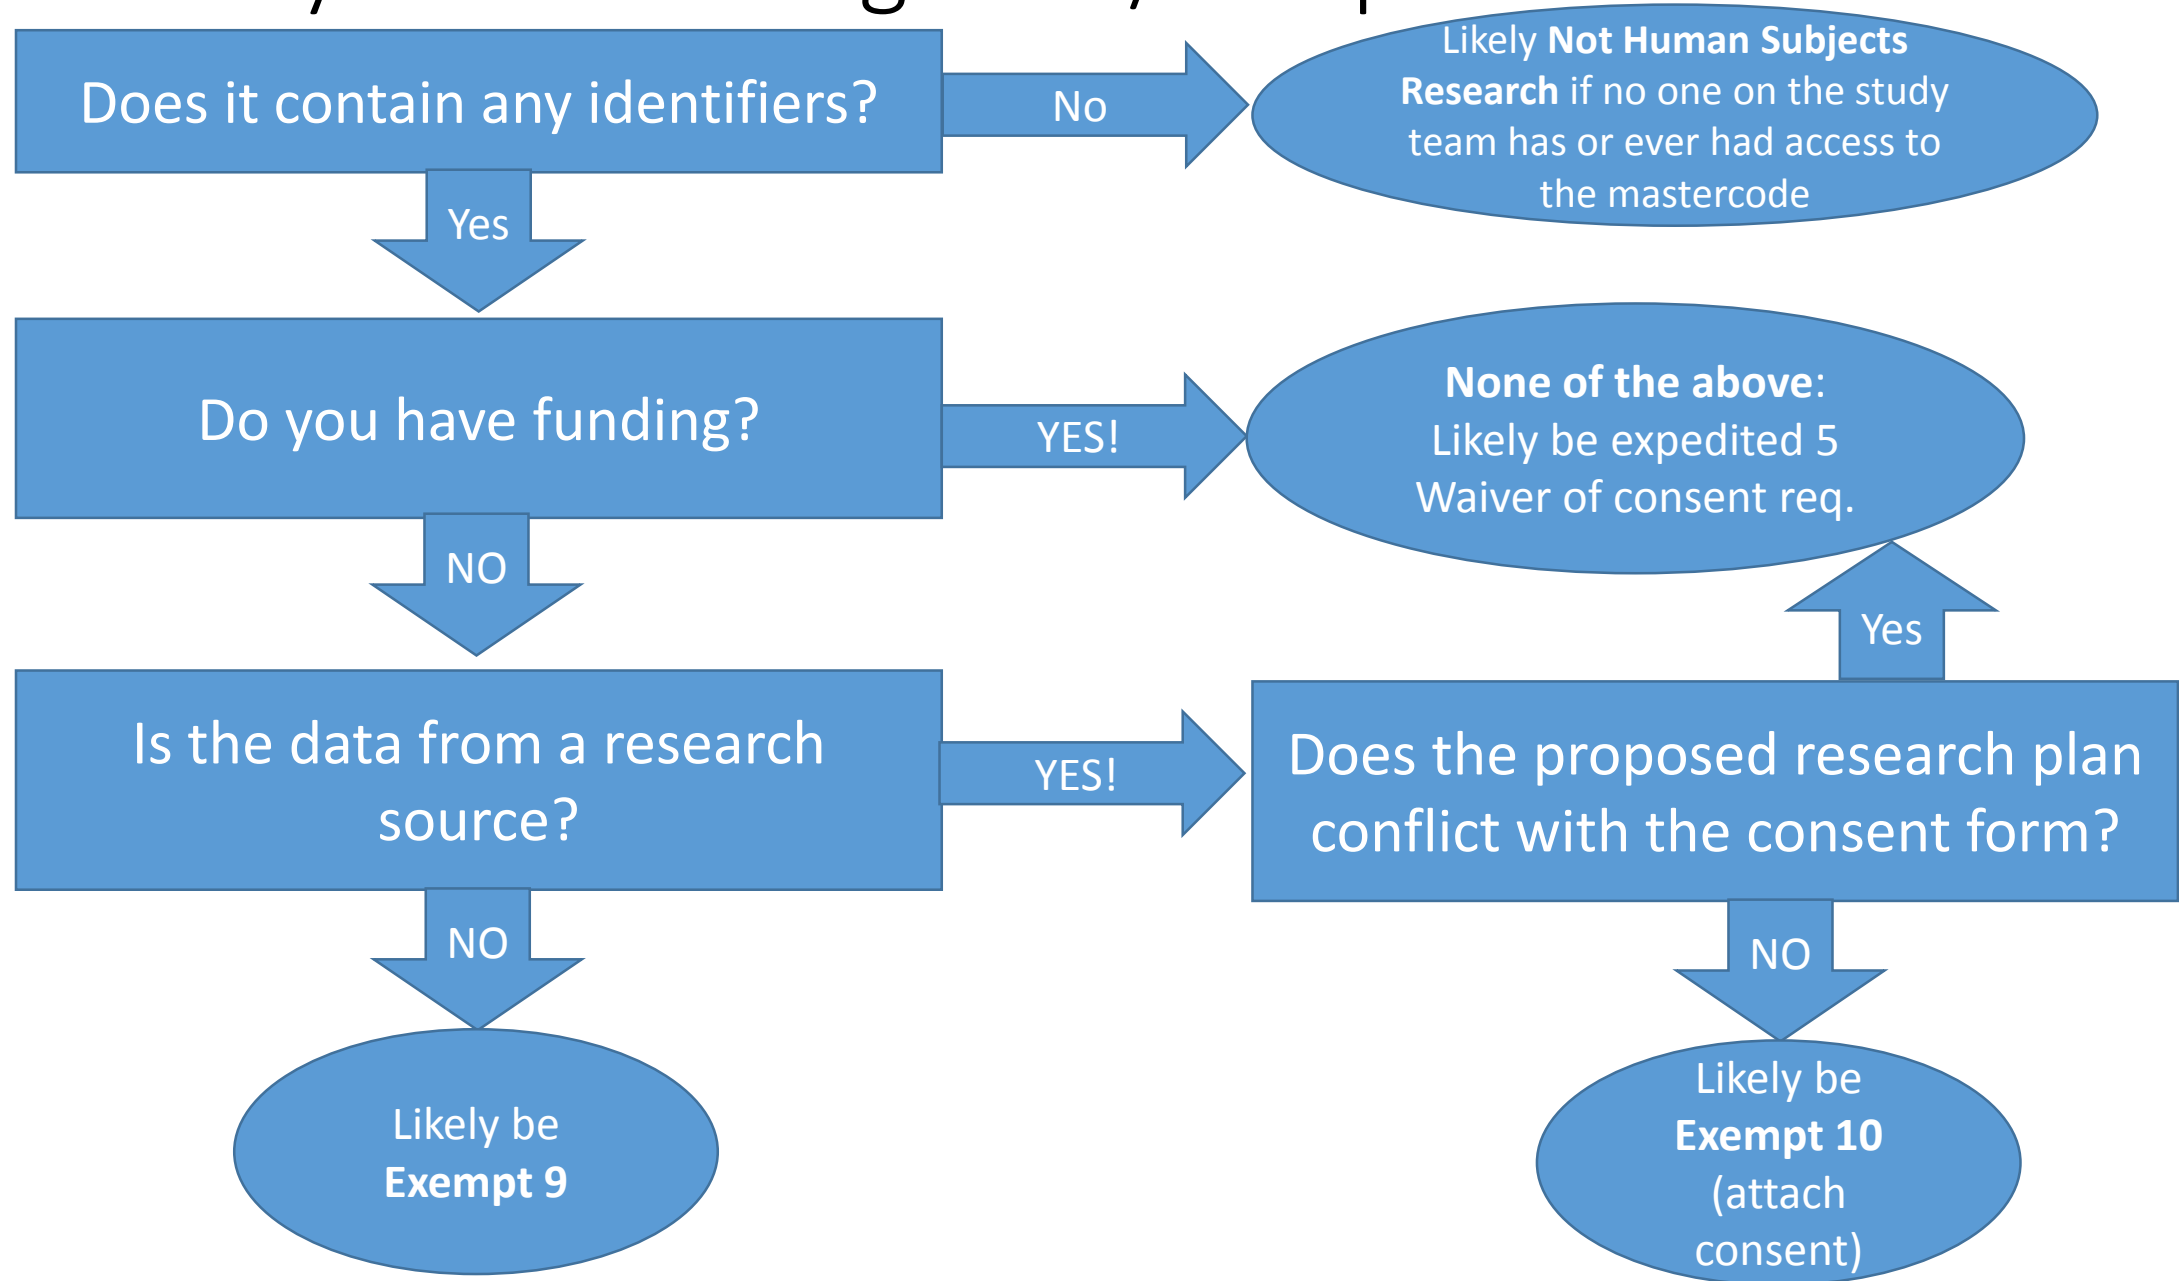 Does it contain any identifiers?
No
Likely Not Human Subjects
Research if no one on the study
team has or ever had access to
the mastercode
Yes
Do you have funding?
YES!
None of the above:
Likely be expedited 5
Waiver of consent req.
NO
Yes
Is the data from a research
source?
YES!
Does the proposed research plan
conflict with the consent form?
NO
NO
Likely be
Exempt 9
Likely be
Exempt 10
(attach
consent)